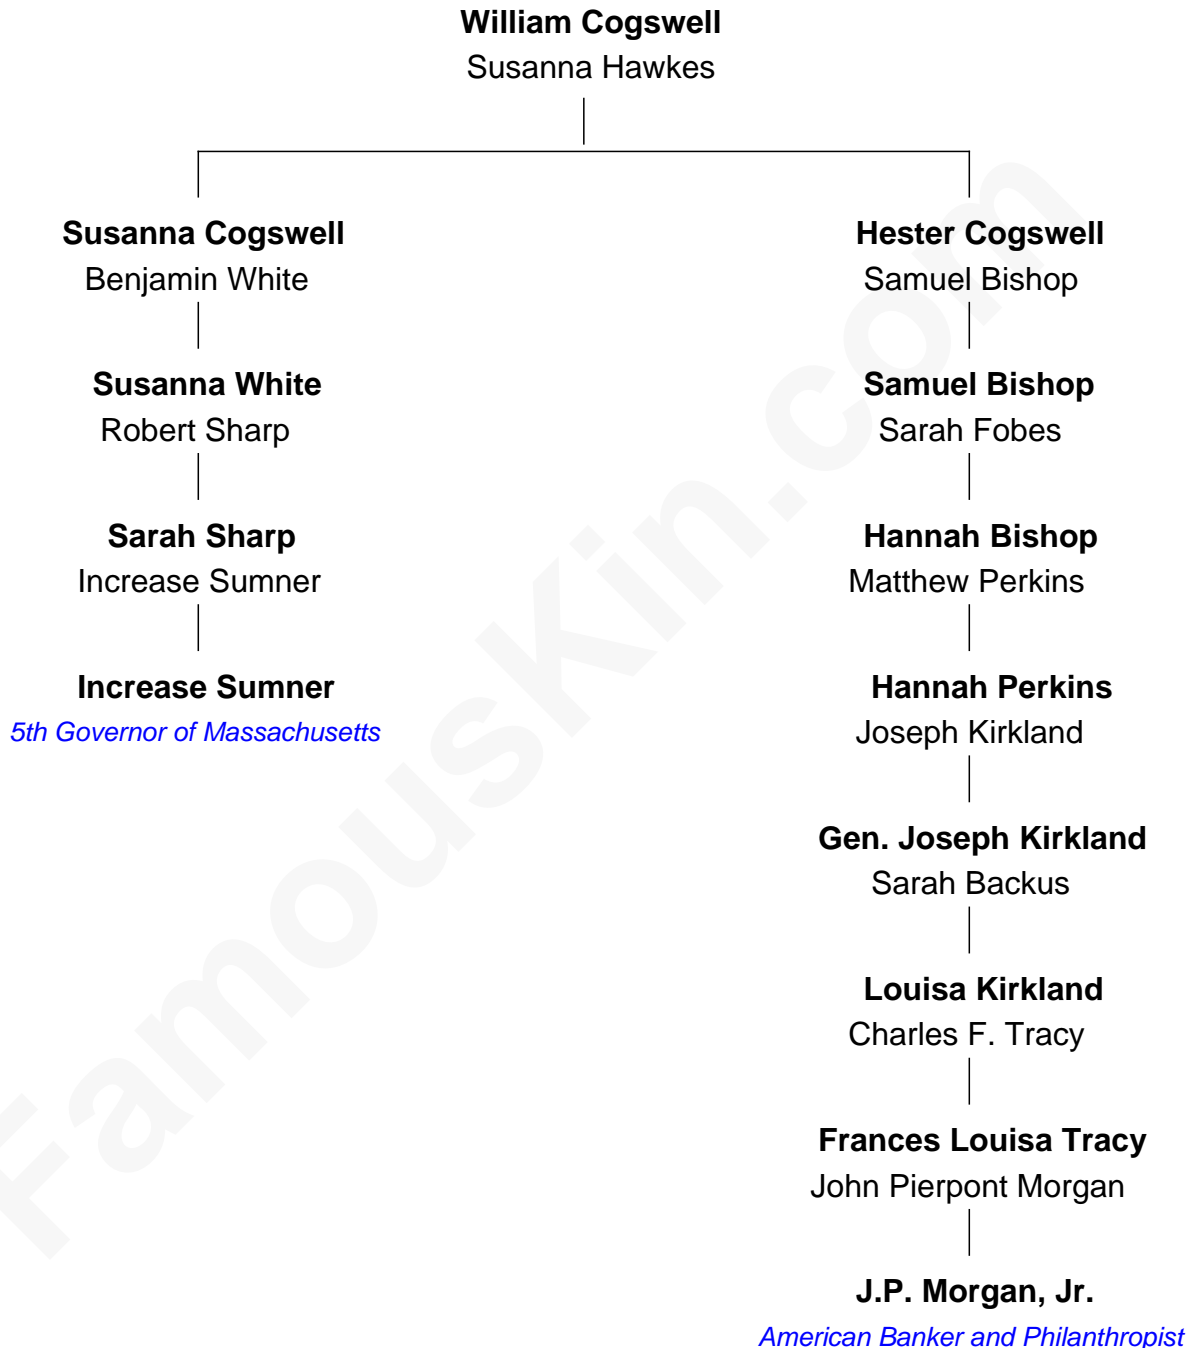 William Cogswell
Susanna Hawkes
Susanna Cogswell
Benjamin White
Susanna White
Robert Sharp
Sarah Sharp
Increase Sumner
Increase Sumner
5th Governor of Massachusetts
Hester Cogswell
Samuel Bishop
Samuel Bishop
Sarah Fobes
Hannah Bishop
Matthew Perkins
Hannah Perkins
Joseph Kirkland
Gen. Joseph Kirkland
Sarah Backus
Louisa Kirkland
Charles F. Tracy
Frances Louisa Tracy
John Pierpont Morgan
J.P. Morgan, Jr.
American Banker and Philanthropist
FamousKin.com